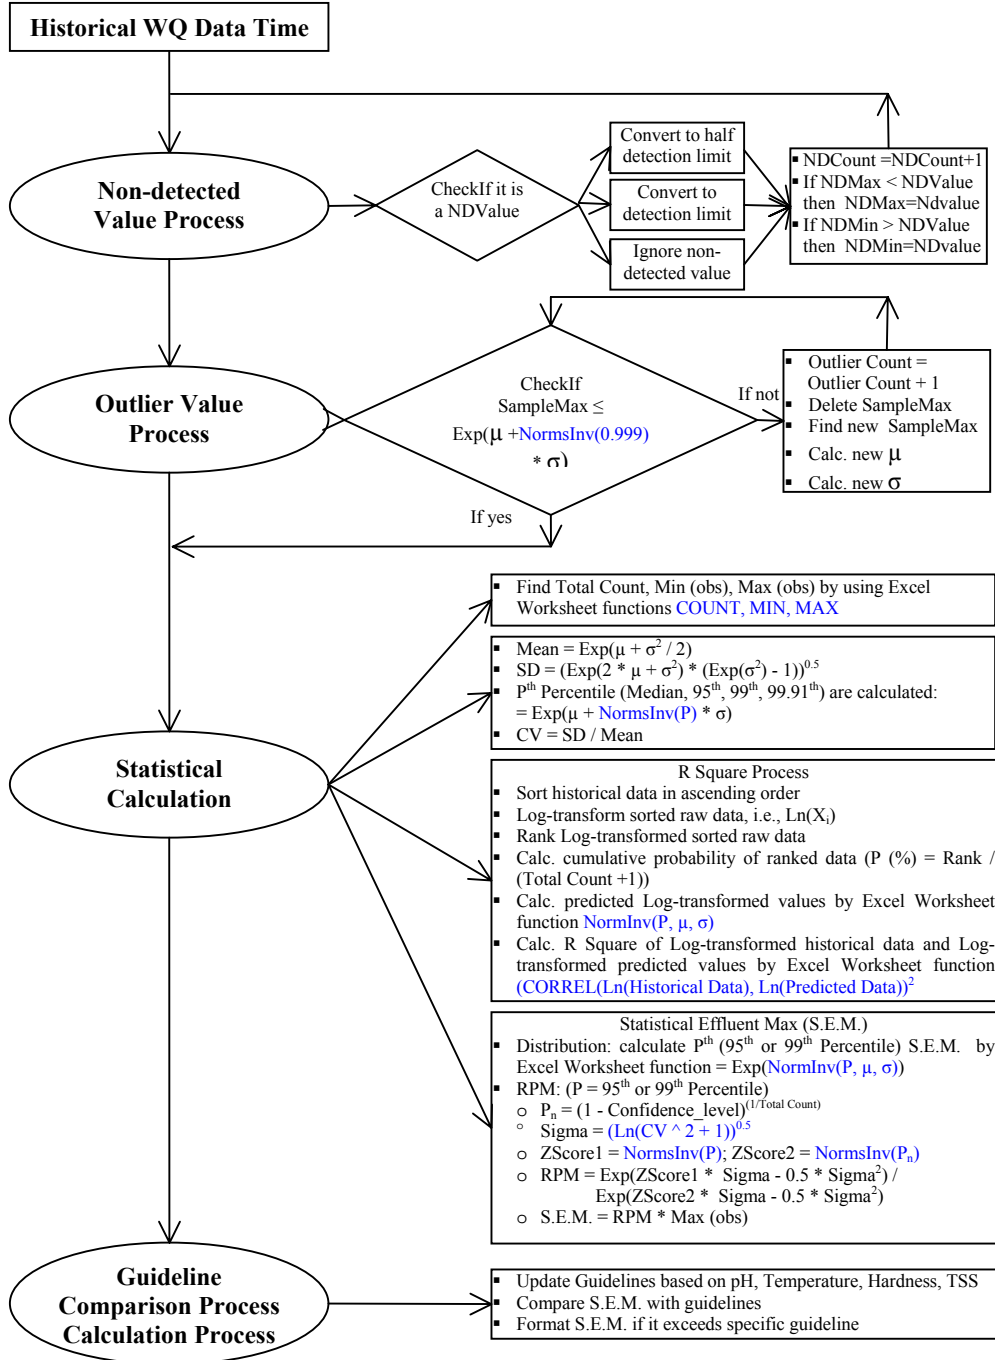 Historical WQ Data Time
Non-detected
Value Process
CheckIf it is
a NDValue
Convert to half
detection limit
Convert to
detection limit
Ignore non-
detected value
▪ NDCount =NDCount+1
▪ If NDMax < NDValue
then NDMax=Ndvalue
▪ If NDMin > NDValue
then NDMin=NDvalue
Outlier Value
Process
CheckIf
SampleMax ≤
Exp(μ +NormsInv(0.999)
* σ)
If not
If yes
▪ Outlier Count =
Outlier Count + 1
▪ Delete SampleMax
▪ Find new SampleMax
▪ Calc. new μ
▪ Calc. new σ
Statistical
Calculation
▪ Find Total Count, Min (obs), Max (obs) by using Excel
Worksheet functions COUNT, MIN, MAX
▪ Mean = Exp(μ + σ² / 2)
▪ SD = (Exp(2 * μ + σ²) * (Exp(σ²) - 1))^0.5
▪ Pth Percentile (Median, 95th, 99th, 99.91th) are calculated:
= Exp(μ + NormsInv(P) * σ)
▪ CV = SD / Mean
R Square Process
▪ Sort historical data in ascending order
▪ Log-transform sorted raw data, i.e., Ln(Xi)
▪ Rank Log-transformed sorted raw data
▪ Calc. cumulative probability of ranked data (P (%) = Rank /
(Total Count +1))
▪ Calc. predicted Log-transformed values by Excel Worksheet
function NormInv(P, μ, σ)
▪ Calc. R Square of Log-transformed historical data and Log-
transformed predicted values by Excel Worksheet function
(CORREL(Ln(Historical Data), Ln(Predicted Data))²
Statistical Effluent Max (S.E.M.)
▪ Distribution: calculate Pth (95th or 99th Percentile) S.E.M. by
Excel Worksheet function = Exp(NormInv(P, μ, σ))
▪ RPM: (P = 95th or 99th Percentile)
o Pn = (1 - Confidence_level)^(1/Total Count)
o Sigma = (Ln(CV ^ 2 + 1))^0.5
o ZScore1 = NormsInv(P); ZScore2 = NormsInv(Pn)
o RPM = Exp(ZScore1 * Sigma - 0.5 * Sigma²) /
Exp(ZScore2 * Sigma - 0.5 * Sigma²)
o S.E.M. = RPM * Max (obs)
Guideline
Comparison Process
Calculation Process
▪ Update Guidelines based on pH, Temperature, Hardness, TSS
▪ Compare S.E.M. with guidelines
▪ Format S.E.M. if it exceeds specific guideline